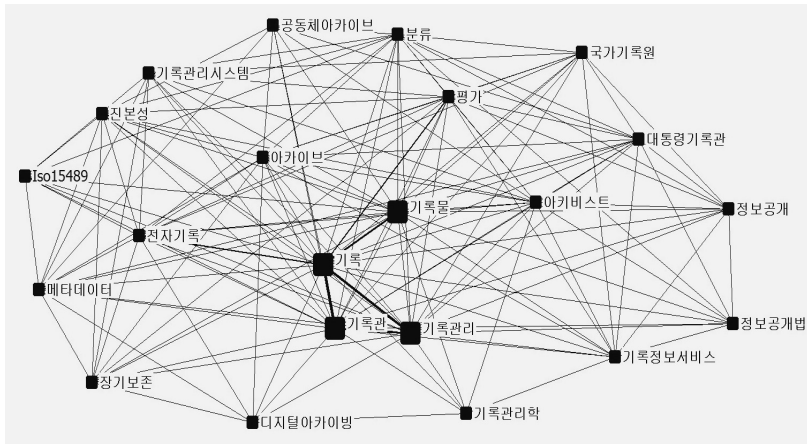 공동체아카이브
분류
국가기록원
기록관리시스템
평가
진본성
대통령기록관
아카이브
Iso15489
기록물
아키비스트
정보공개
전자기록
기록
메타데이터
기록관
기록관리
정보공개법
기록정보서비스
장기보존
기록관리학
디지털아카이빙